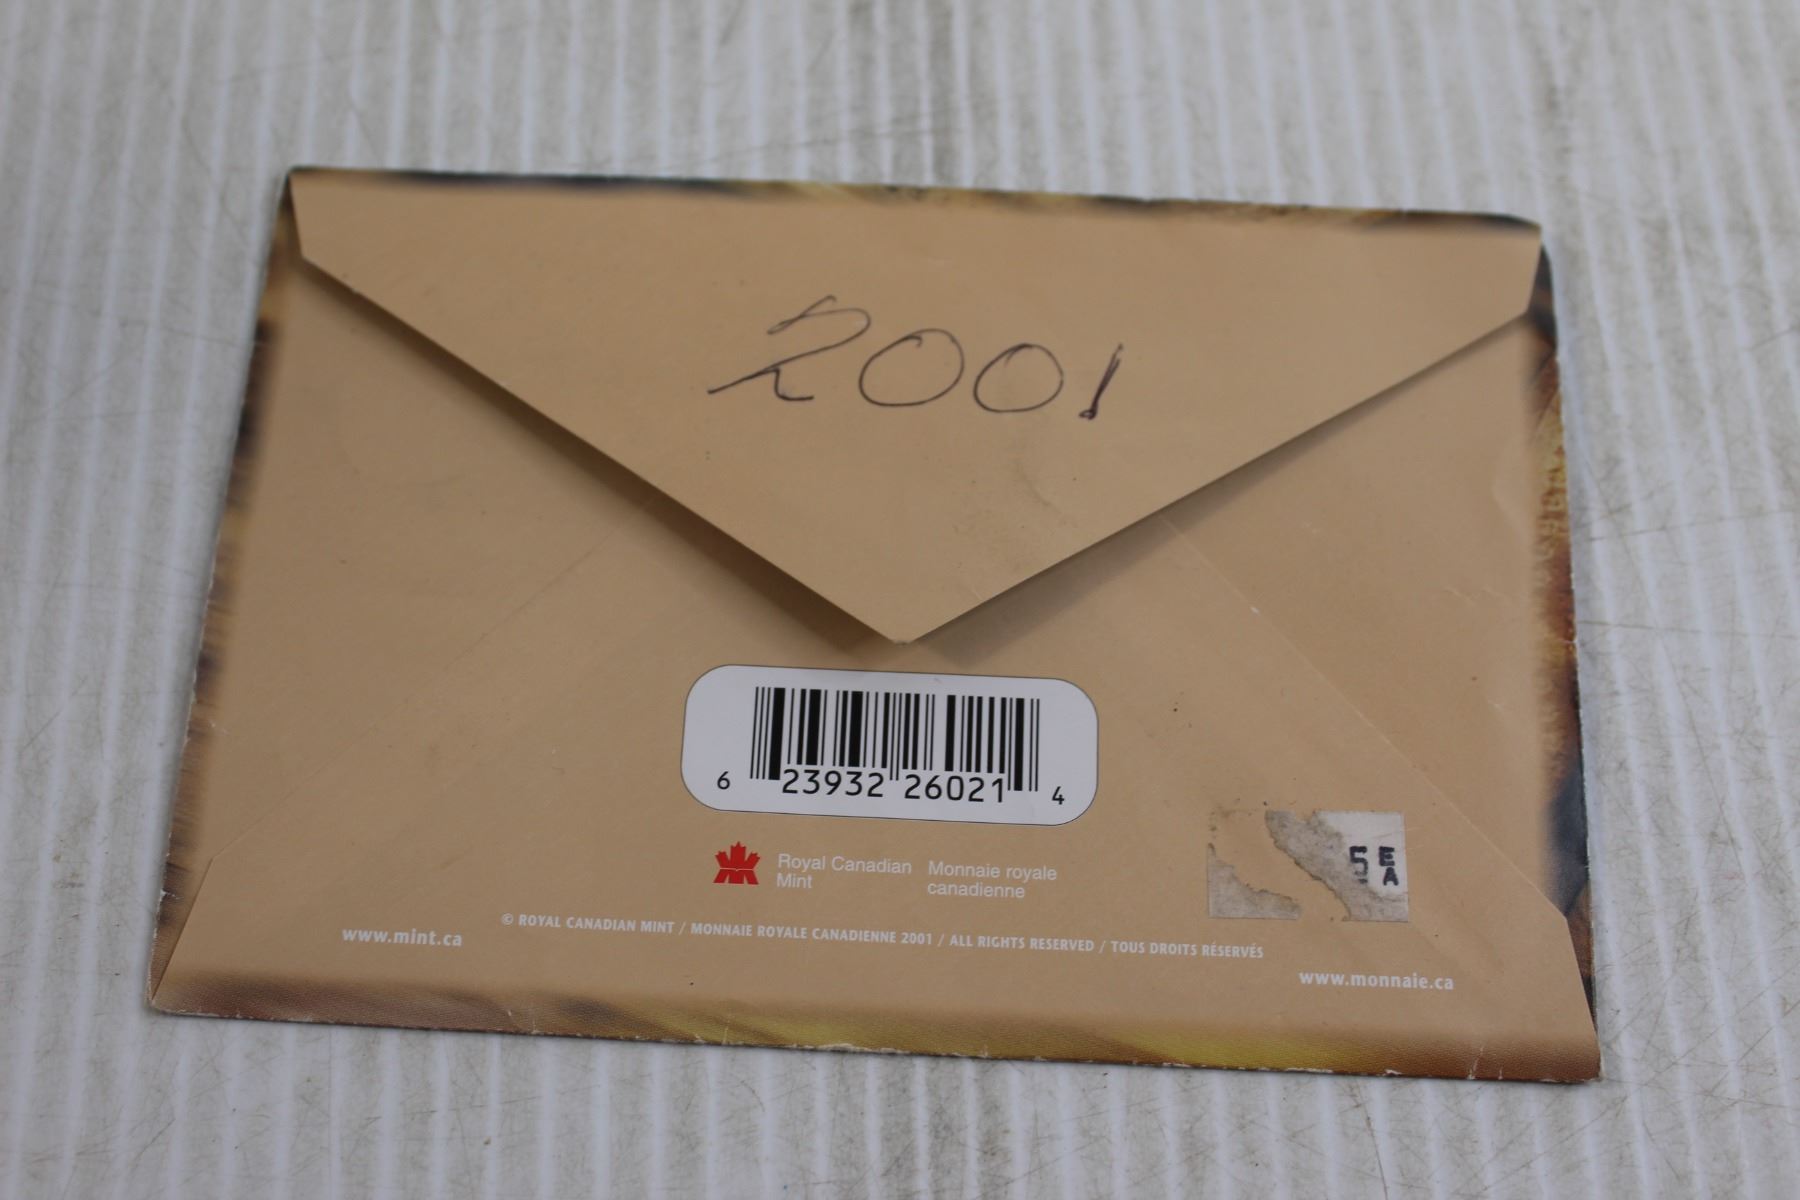 2001
6 23932 26021 4
Royal Canadian Mint
Monnaie royale canadienne
5 EA
© ROYAL CANADIAN MINT / MONNAIE ROYALE CANADIENNE 2001 / ALL RIGHTS RESERVED / TOUS DROITS RÉSERVÉS
www.mint.ca
www.monnaie.ca